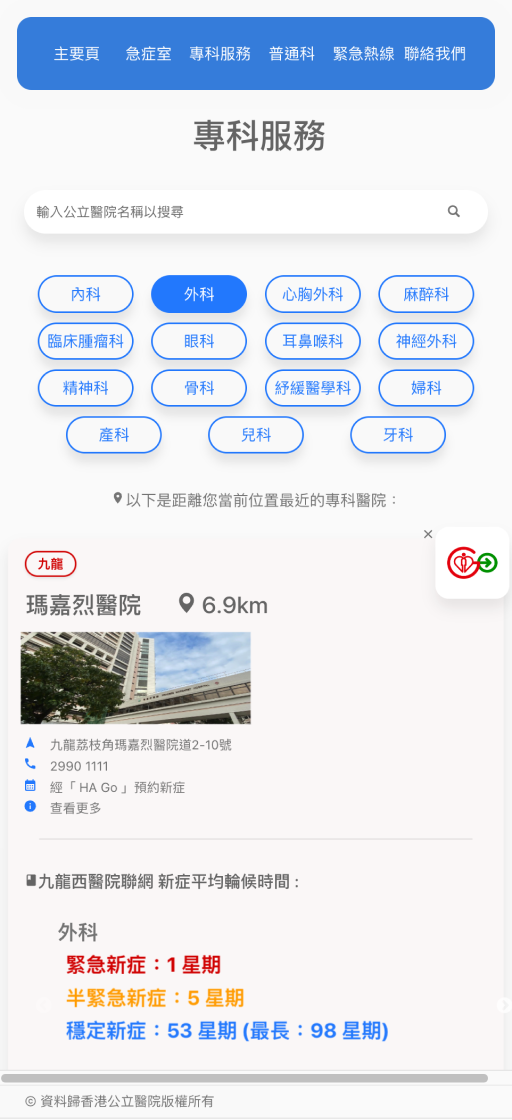 主要頁 急症室 專科服務 普通科 緊急熱線 聯絡我們
專科服務
輸入公立醫院名稱以搜尋
內科 外科 心胸外科 麻醉科
臨床腫瘤科 眼科 耳鼻喉科 神經外科
精神科 骨科 紓緩醫學科 婦科
產科 兒科 牙科
以下是距離您當前位置最近的專科醫院：
九龍
瑪嘉烈醫院 6.9km
九龍荔枝角瑪嘉烈醫院道2-10號
2990 1111
經「 HA Go 」預約新症
查看更多
九龍西醫院聯網 新症平均輪候時間 :
外科
緊急新症：1 星期
半緊急新症：5 星期
穩定新症：53 星期 (最長：98 星期)
© 資料歸香港公立醫院版權所有